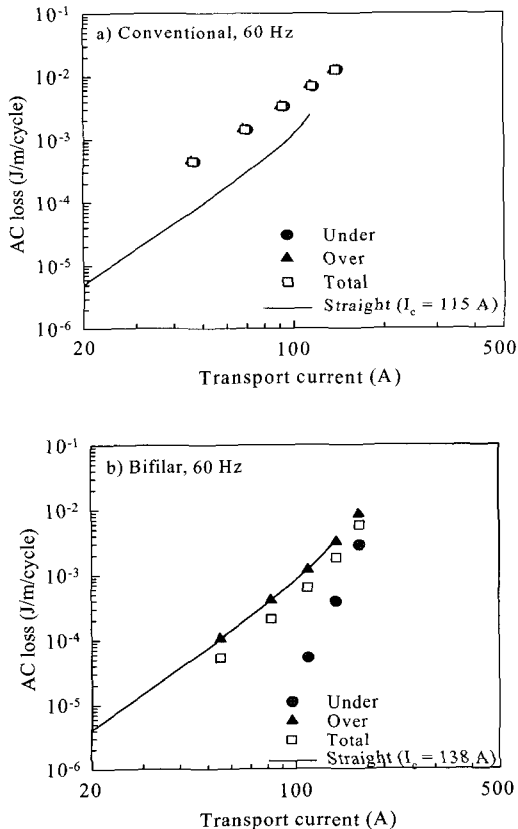 a) Conventional, 60 Hz
10⁻¹
10⁻²
10⁻³
10⁻⁴
10⁻⁵
10⁻⁶
AC loss (J/m/cycle)
Under
Over
Total
Straight (I_c = 115 A)
20
100
500
Transport current (A)
b) Bifilar, 60 Hz
10⁻¹
10⁻²
10⁻³
10⁻⁴
10⁻⁵
10⁻⁶
AC loss (J/m/cycle)
Under
Over
Total
Straight (I_c = 138 A)
20
100
500
Transport current (A)